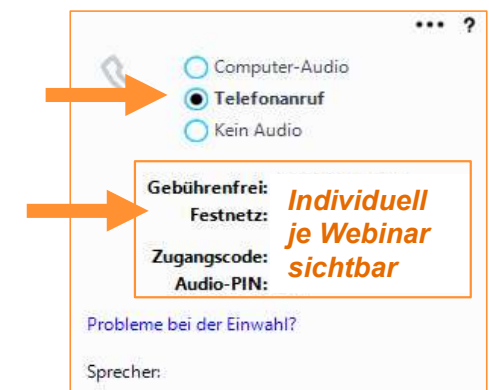 ... ?
Computer-Audio
Telefonanruf
Kein Audio
Gebührenfrei:
Festnetz:
Zugangscode:
Audio-PIN:
Individuell
je Webinar
sichtbar
Probleme bei der Einwahl?
Sprecher: